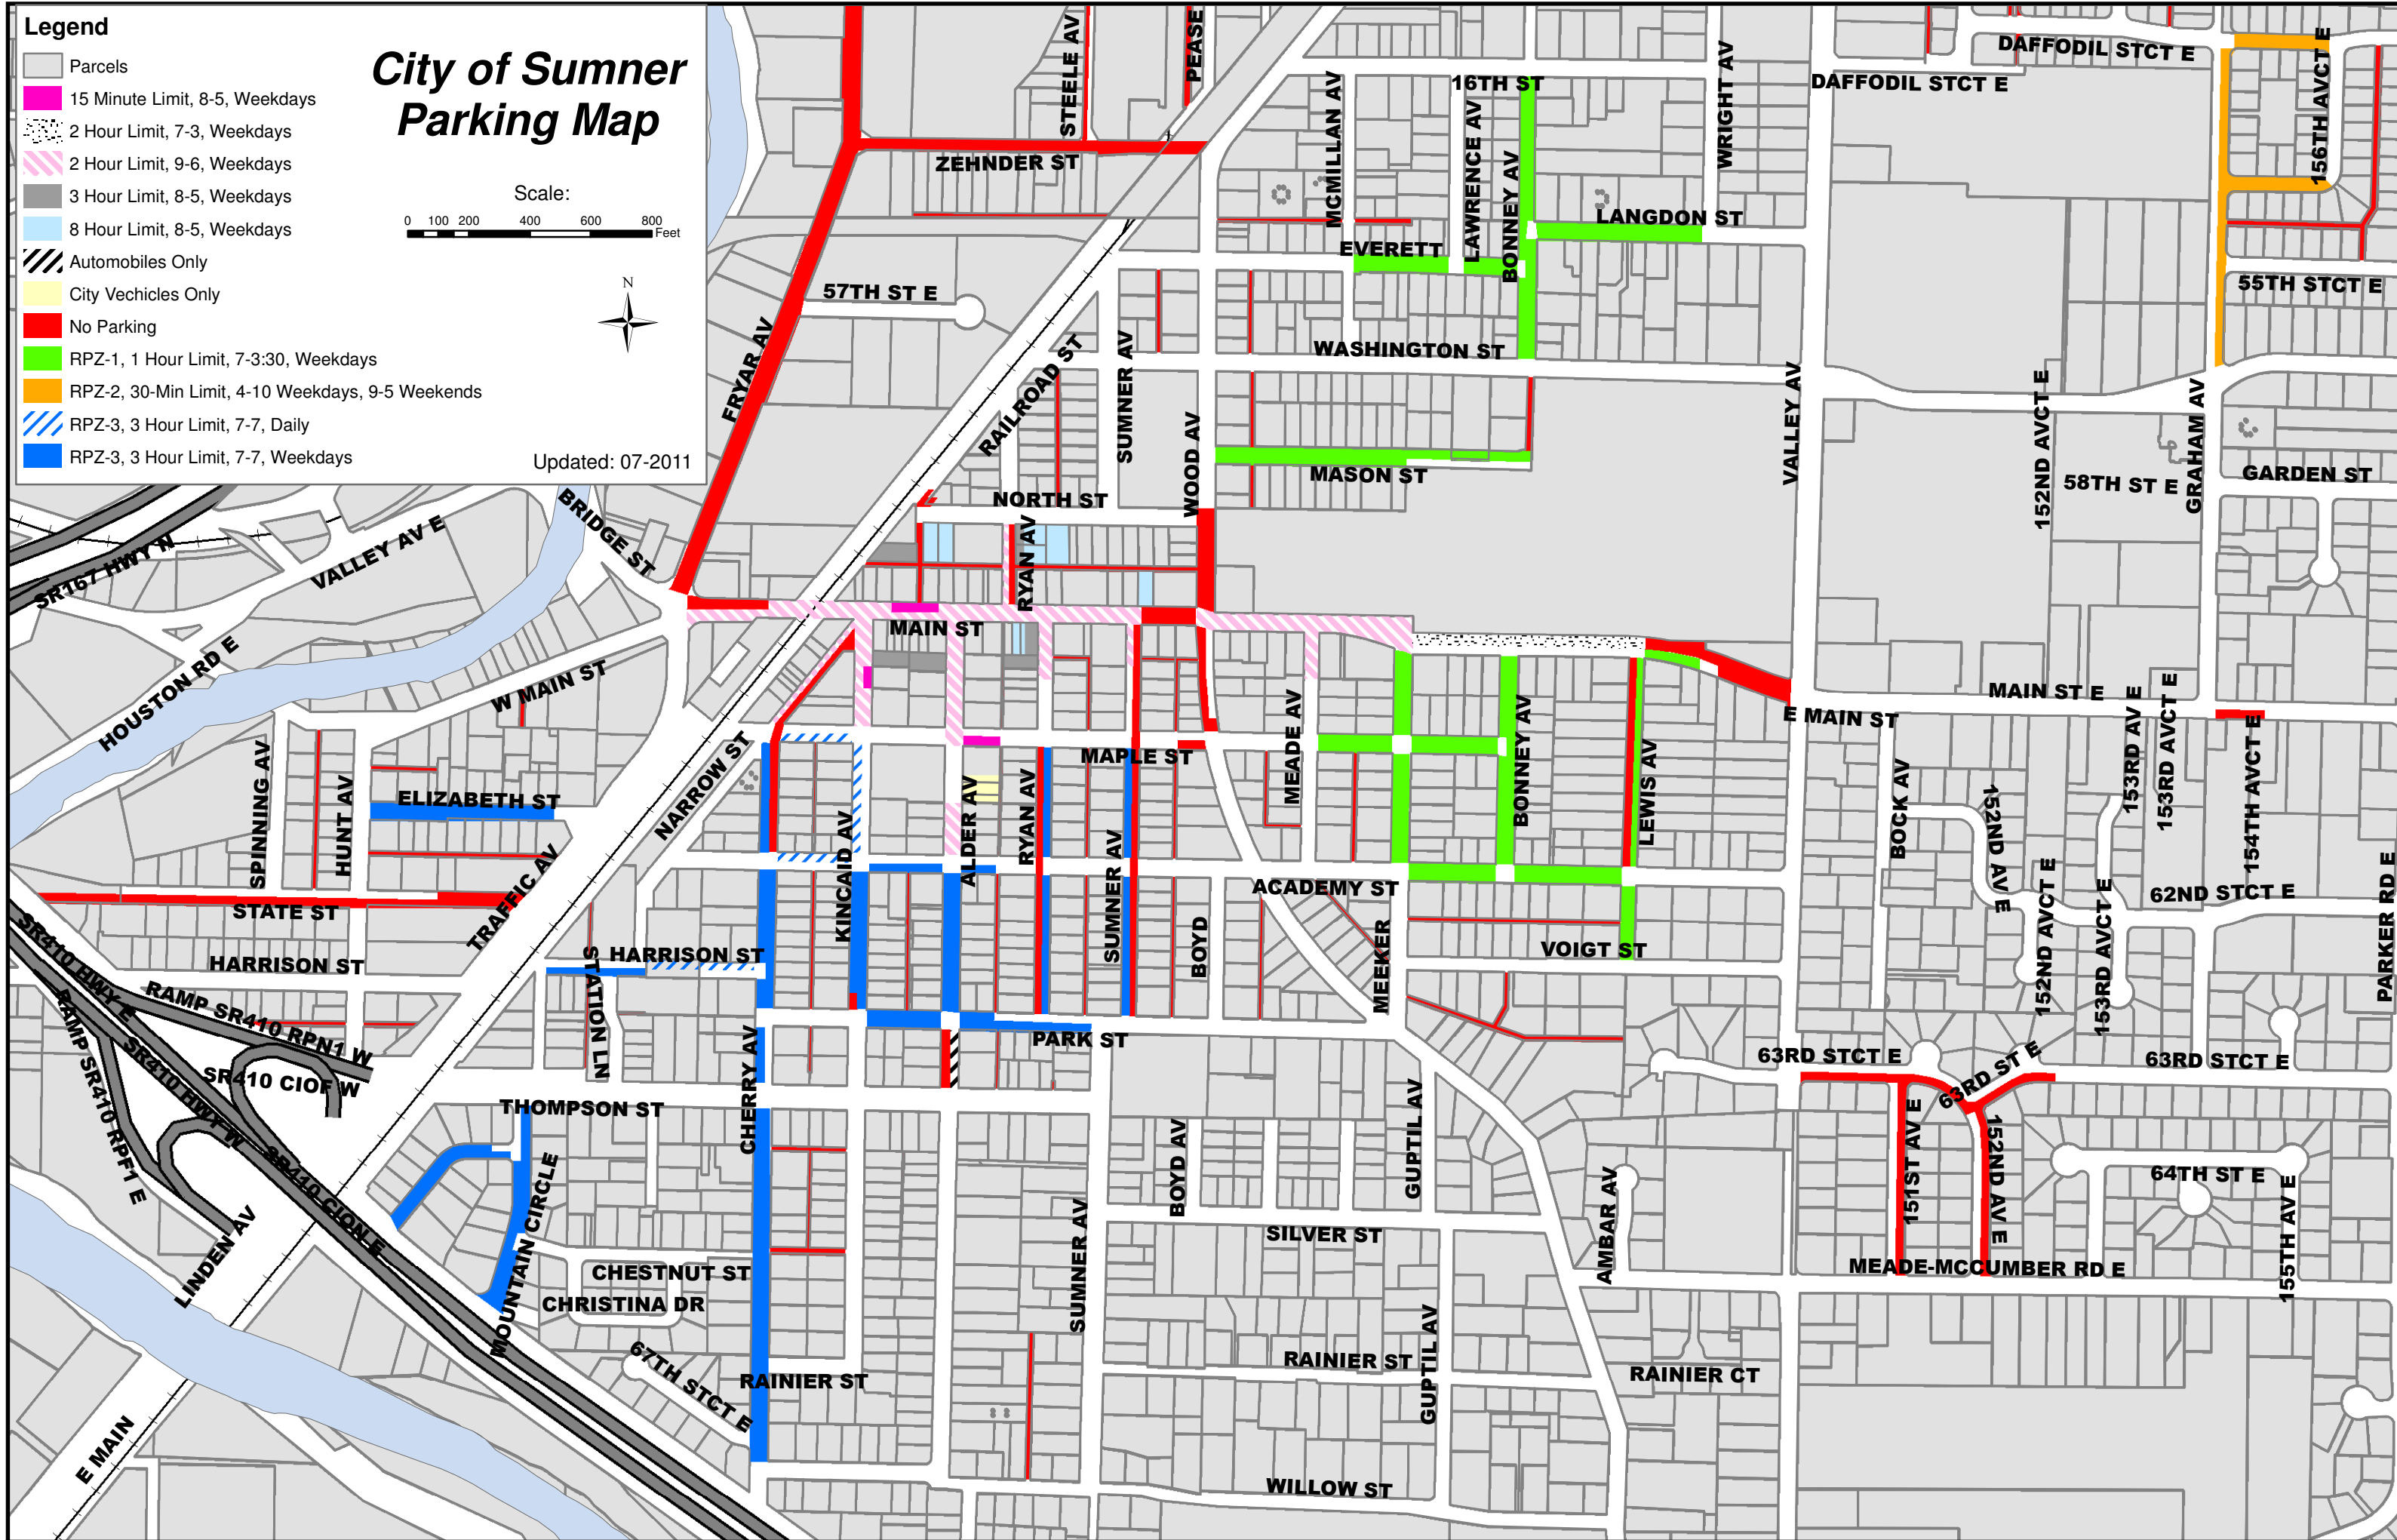 Legend
Parcels
15 Minute Limit, 8-5, Weekdays
2 Hour Limit, 7-3, Weekdays
2 Hour Limit, 9-6, Weekdays
3 Hour Limit, 8-5, Weekdays
8 Hour Limit, 8-5, Weekdays
Automobiles Only
City Vechicles Only
No Parking
RPZ-1, 1 Hour Limit, 7-3:30, Weekdays
RPZ-2, 30-Min Limit, 4-10 Weekdays, 9-5 Weekends
RPZ-3, 3 Hour Limit, 7-7, Daily
RPZ-3, 3 Hour Limit, 7-7, Weekdays
City of Sumner
Parking Map
Scale:
0 100 200 400 600 800
Feet
N
Updated: 07-2011
STEELE AV
PEASE
ZEHNDER ST
16TH ST
MCMILLAN AV
LAWRENCE AV
BONNEY AV
WRIGHT AV
DAFFODIL STCT E
DAFFODIL STCT E
156TH AVCT E
LANGDON ST
EVERETT
55TH STCT E
57TH ST E
FRYAR AV
RAILROAD ST
SUMNER AV
WASHINGTON ST
WOOD AV
VALLEY AV
152ND AVCT E
GRAHAM AV
MASON ST
58TH ST E
GARDEN ST
NORTH ST
RYAN AV
BRIDGE ST
VALLEY AV E
SR167 HWY N
HOUSTON RD E
W MAIN ST
MAIN ST
MAIN ST E
E MAIN ST
153RD AV E
153RD AVCT E
154TH AVCT E
MAPLE ST
MEADE AV
BONNEY AV
LEWIS AV
BOCK AV
152ND AV E
NARROW ST
SPINNING AV
HUNT AV
ELIZABETH ST
KINCAID AV
ALDER AV
RYAN AV
SUMNER AV
TRAFFIC AV
ACADEMY ST
STATE ST
BOYD
MEEKER
VOIGT ST
152ND AVCT E
153RD AVCT E
62ND STCT E
PARKER RD E
HARRISON ST
HARRISON ST
STATION LN
SR410 HWY E
RAMP SR410 RPN1 W
RAMP SR410 RPF1 E
SR410 HWY W
SR410 CIOF W
SR410 CION E
CHERRY AV
PARK ST
63RD STCT E
63RD ST E
63RD STCT E
THOMPSON ST
MOUNTAIN CIRCLE
BOYD AV
GUPTIL AV
AMBAR AV
151ST AV E
152ND AV E
64TH ST E
155TH AV E
LINDEN AV
SILVER ST
SUMNER AV
CHESTNUT ST
CHRISTINA DR
MEADE-MCCUMBER RD E
67TH STCT E
RAINIER ST
RAINIER ST
GUPTIL AV
RAINIER CT
E MAIN
WILLOW ST